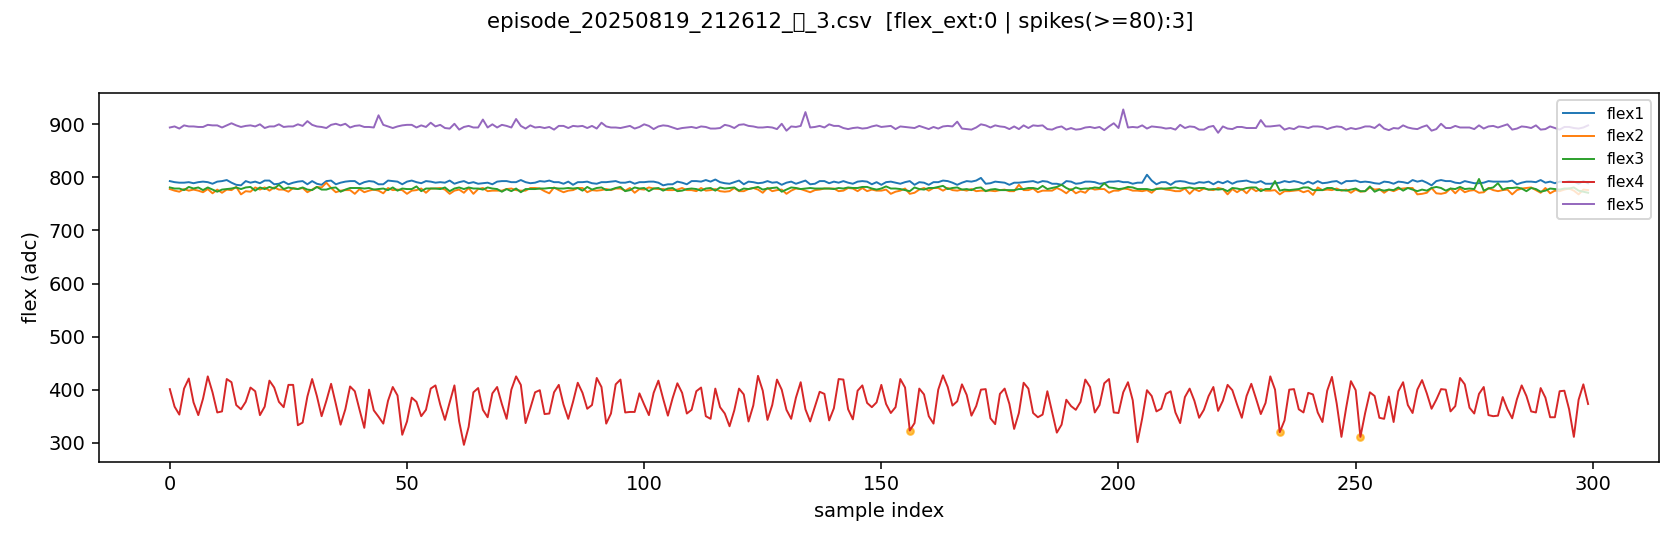 episode_20250819_212612_▯_3.csv [flex_ext:0 | spikes(>=80):3]
flex (adc)
900
800
700
600
500
400
300
flex1
flex2
flex3
flex4
flex5
0
50
100
150
200
250
300
sample index